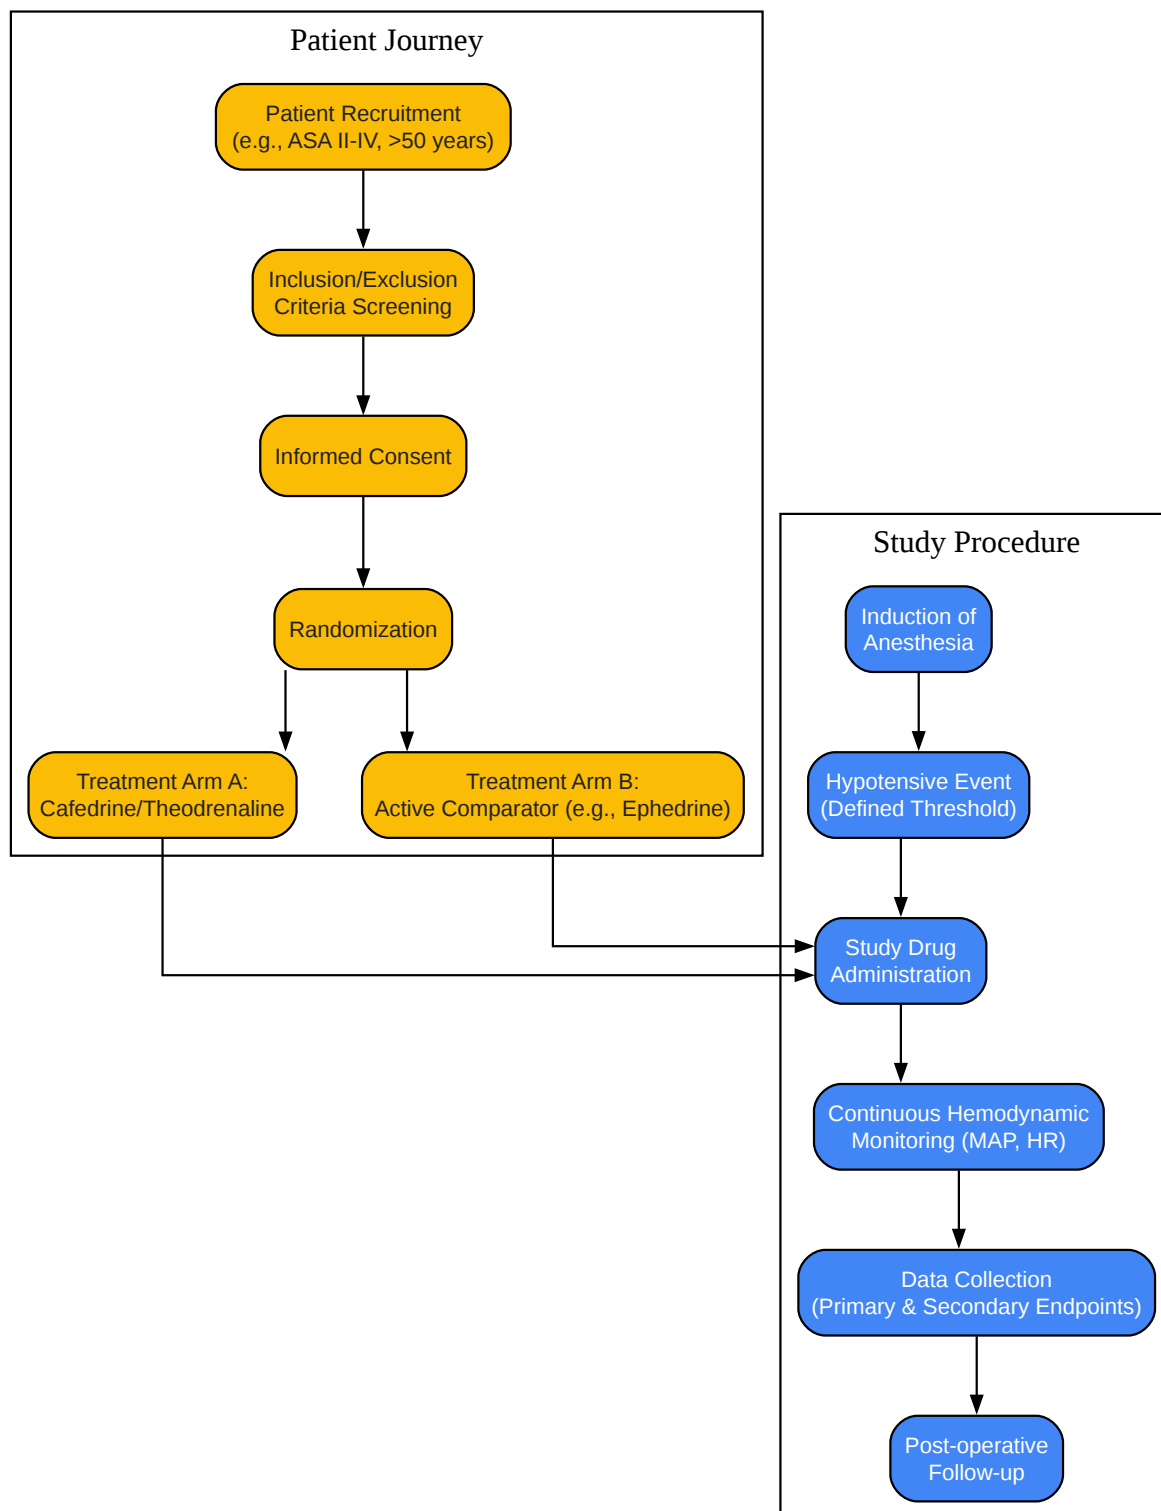 Patient Journey
Patient Recruitment
(e.g., ASA II-IV, >50 years)
Inclusion/Exclusion
Criteria Screening
Informed Consent
Randomization
Treatment Arm A:
Cafedrine/Theodrenaline
Treatment Arm B:
Active Comparator (e.g., Ephedrine)
Study Procedure
Induction of
Anesthesia
Hypotensive Event
(Defined Threshold)
Study Drug
Administration
Continuous Hemodynamic
Monitoring (MAP, HR)
Data Collection
(Primary & Secondary Endpoints)
Post-operative
Follow-up